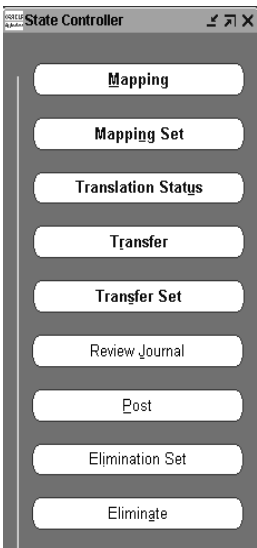 State Controller
Mapping
Mapping Set
Translation Status
Transfer
Transfer Set
Review Journal
Post
Elimination Set
Eliminate